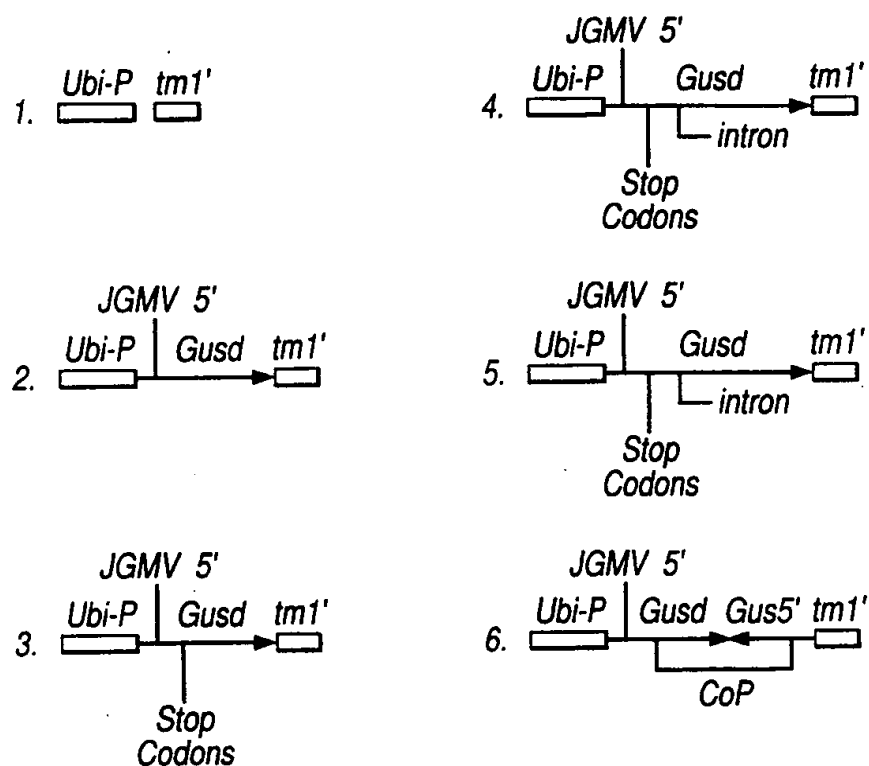 1.
Ubi-P tm1'
2.
JGMV 5'
Ubi-P Gusd tm1'
3.
JGMV 5'
Ubi-P Gusd tm1'
Stop
Codons
4.
JGMV 5'
Ubi-P Gusd tm1'
intron
Stop
Codons
5.
JGMV 5'
Ubi-P Gusd tm1'
intron
Stop
Codons
6.
JGMV 5'
Ubi-P Gusd Gus5' tm1'
CoP